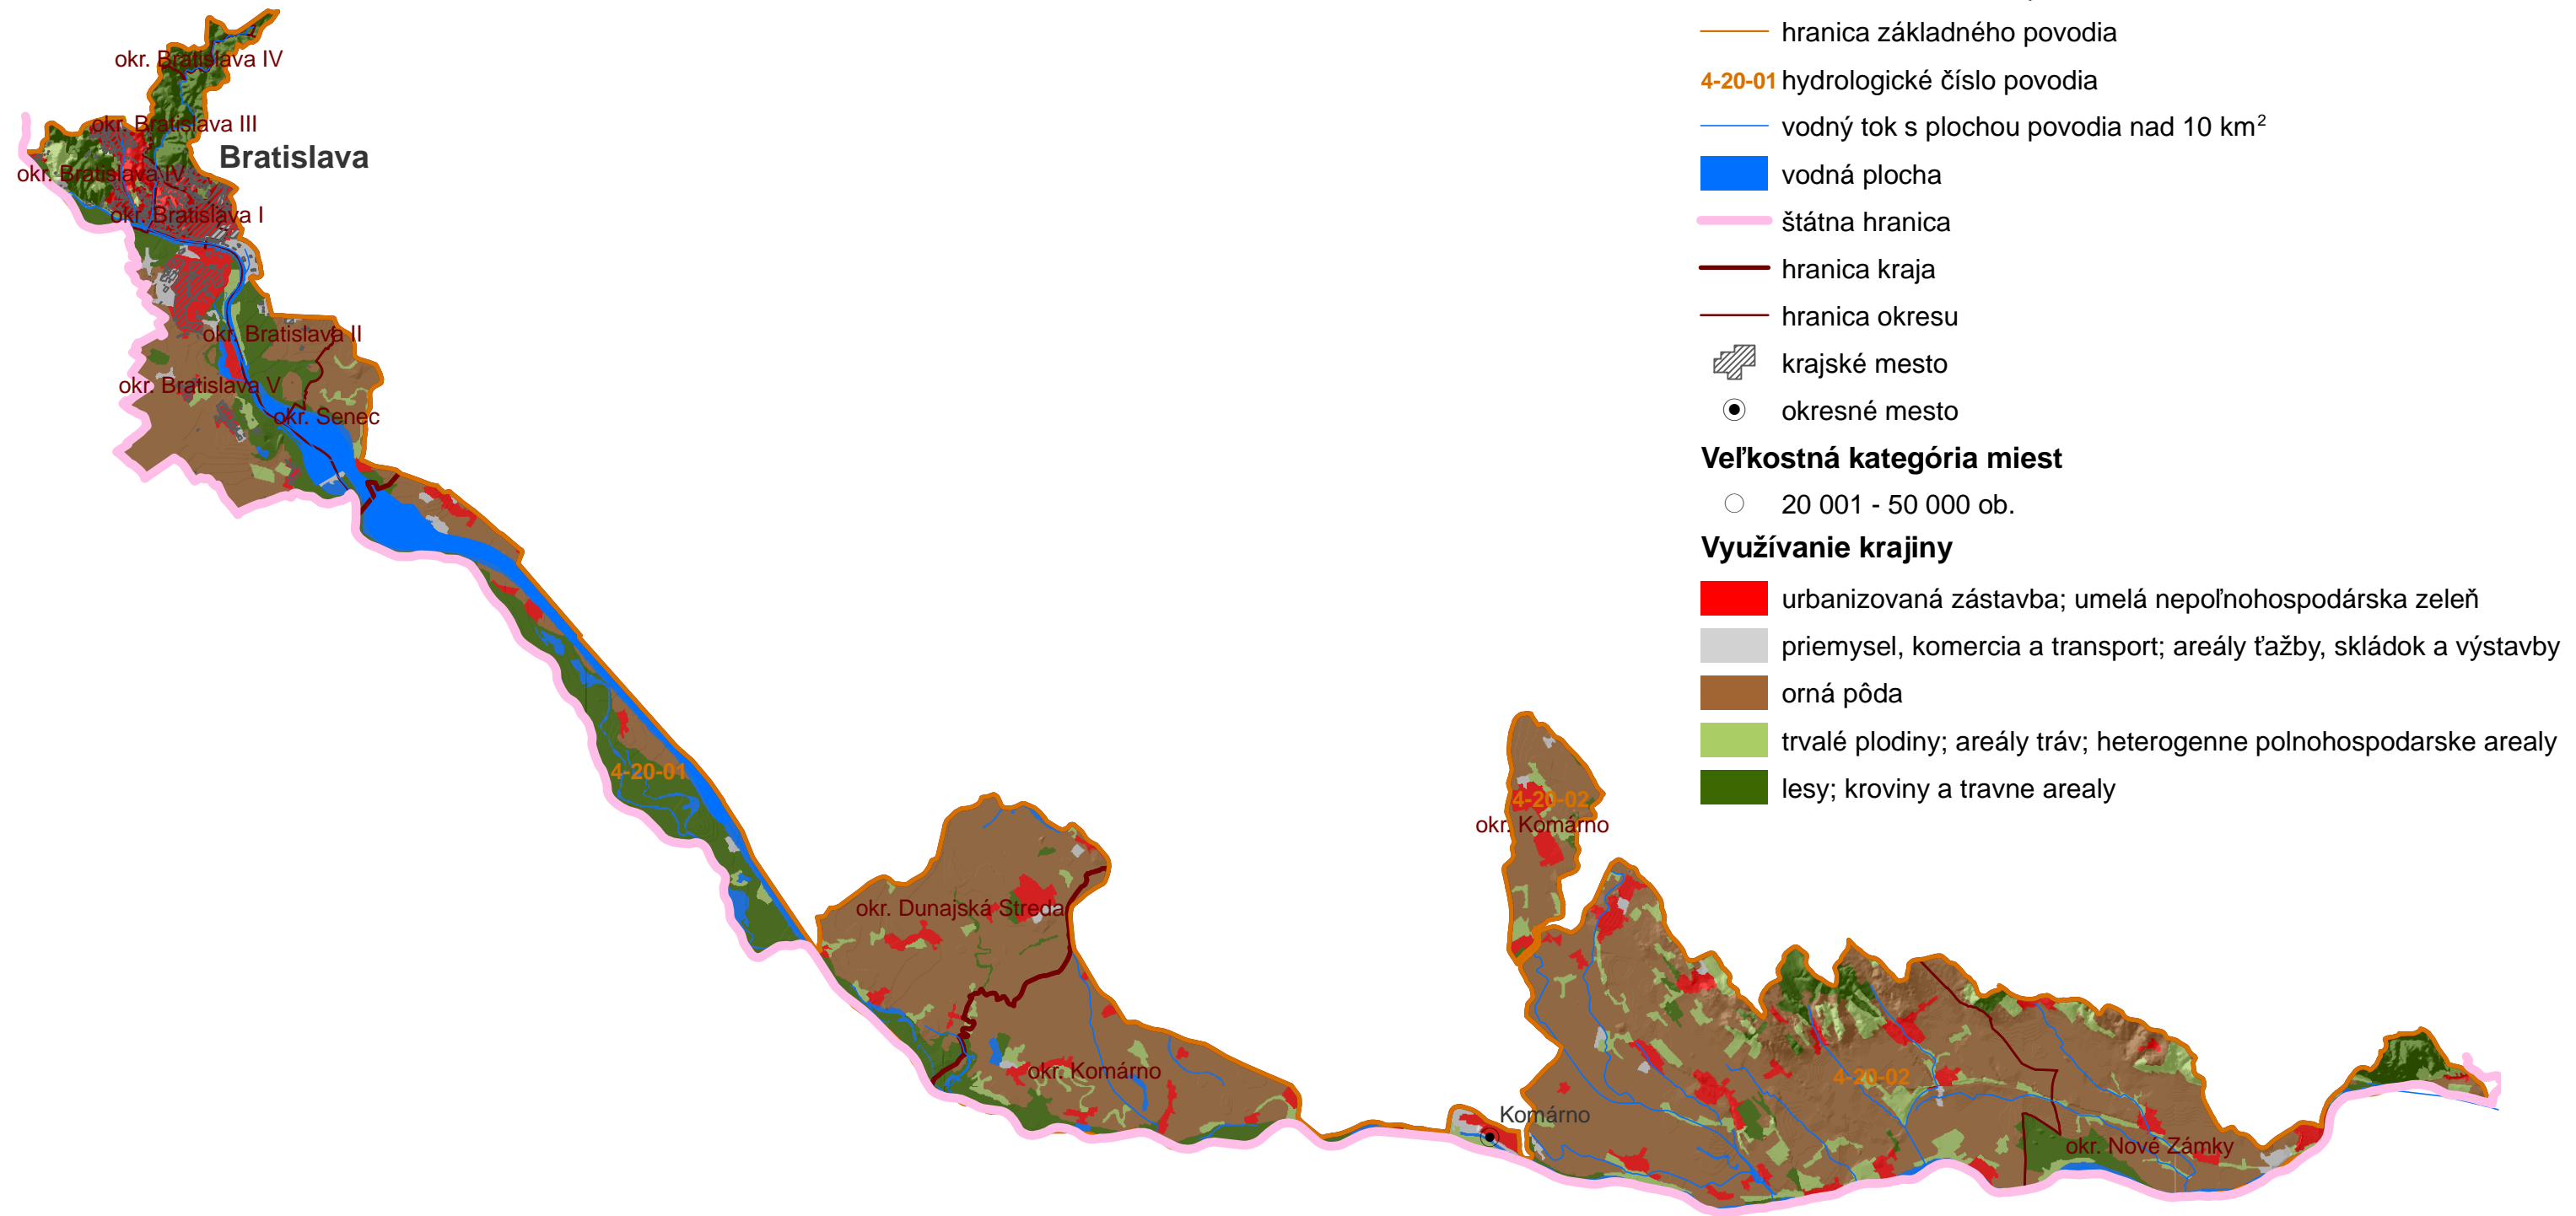 okr. Bratislava IV
okr. Bratislava III
Bratislava
okr. Bratislava IV
okr. Bratislava I
okr. Bratislava II
okr. Bratislava V
okr. Senec
4-20-01
okr. Dunajská Streda
okr. Komárno
4-20-02
okr. Komárno
Komárno
4-20-02
okr. Nové Zámky
hranica základného povodia
4-20-01 hydrologické číslo povodia
vodný tok s plochou povodia nad 10 km²
vodná plocha
štátna hranica
hranica kraja
hranica okresu
krajské mesto
okresné mesto
Veľkostná kategória miest
20 001 - 50 000 ob.
Využívanie krajiny
urbanizovaná zástavba; umelá nepoľnohospodárska zeleň
priemysel, komercia a transport; areály ťažby, skládok a výstavby
orná pôda
trvalé plodiny; areály tráv; heterogenne polnohospodarske arealy
lesy; kroviny a travne arealy